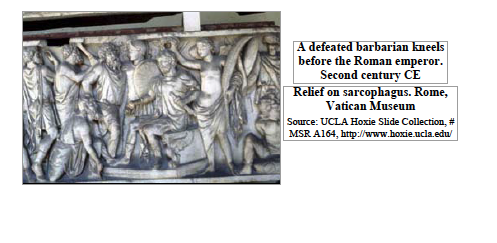 A defeated barbarian kneels
before the Roman emperor.
Second century CE
Relief on sarcophagus. Rome,
Vatican Museum
Source: UCLA Hoxie Slide Collection, #
MSR A164, http://www.hoxie.ucla.edu/